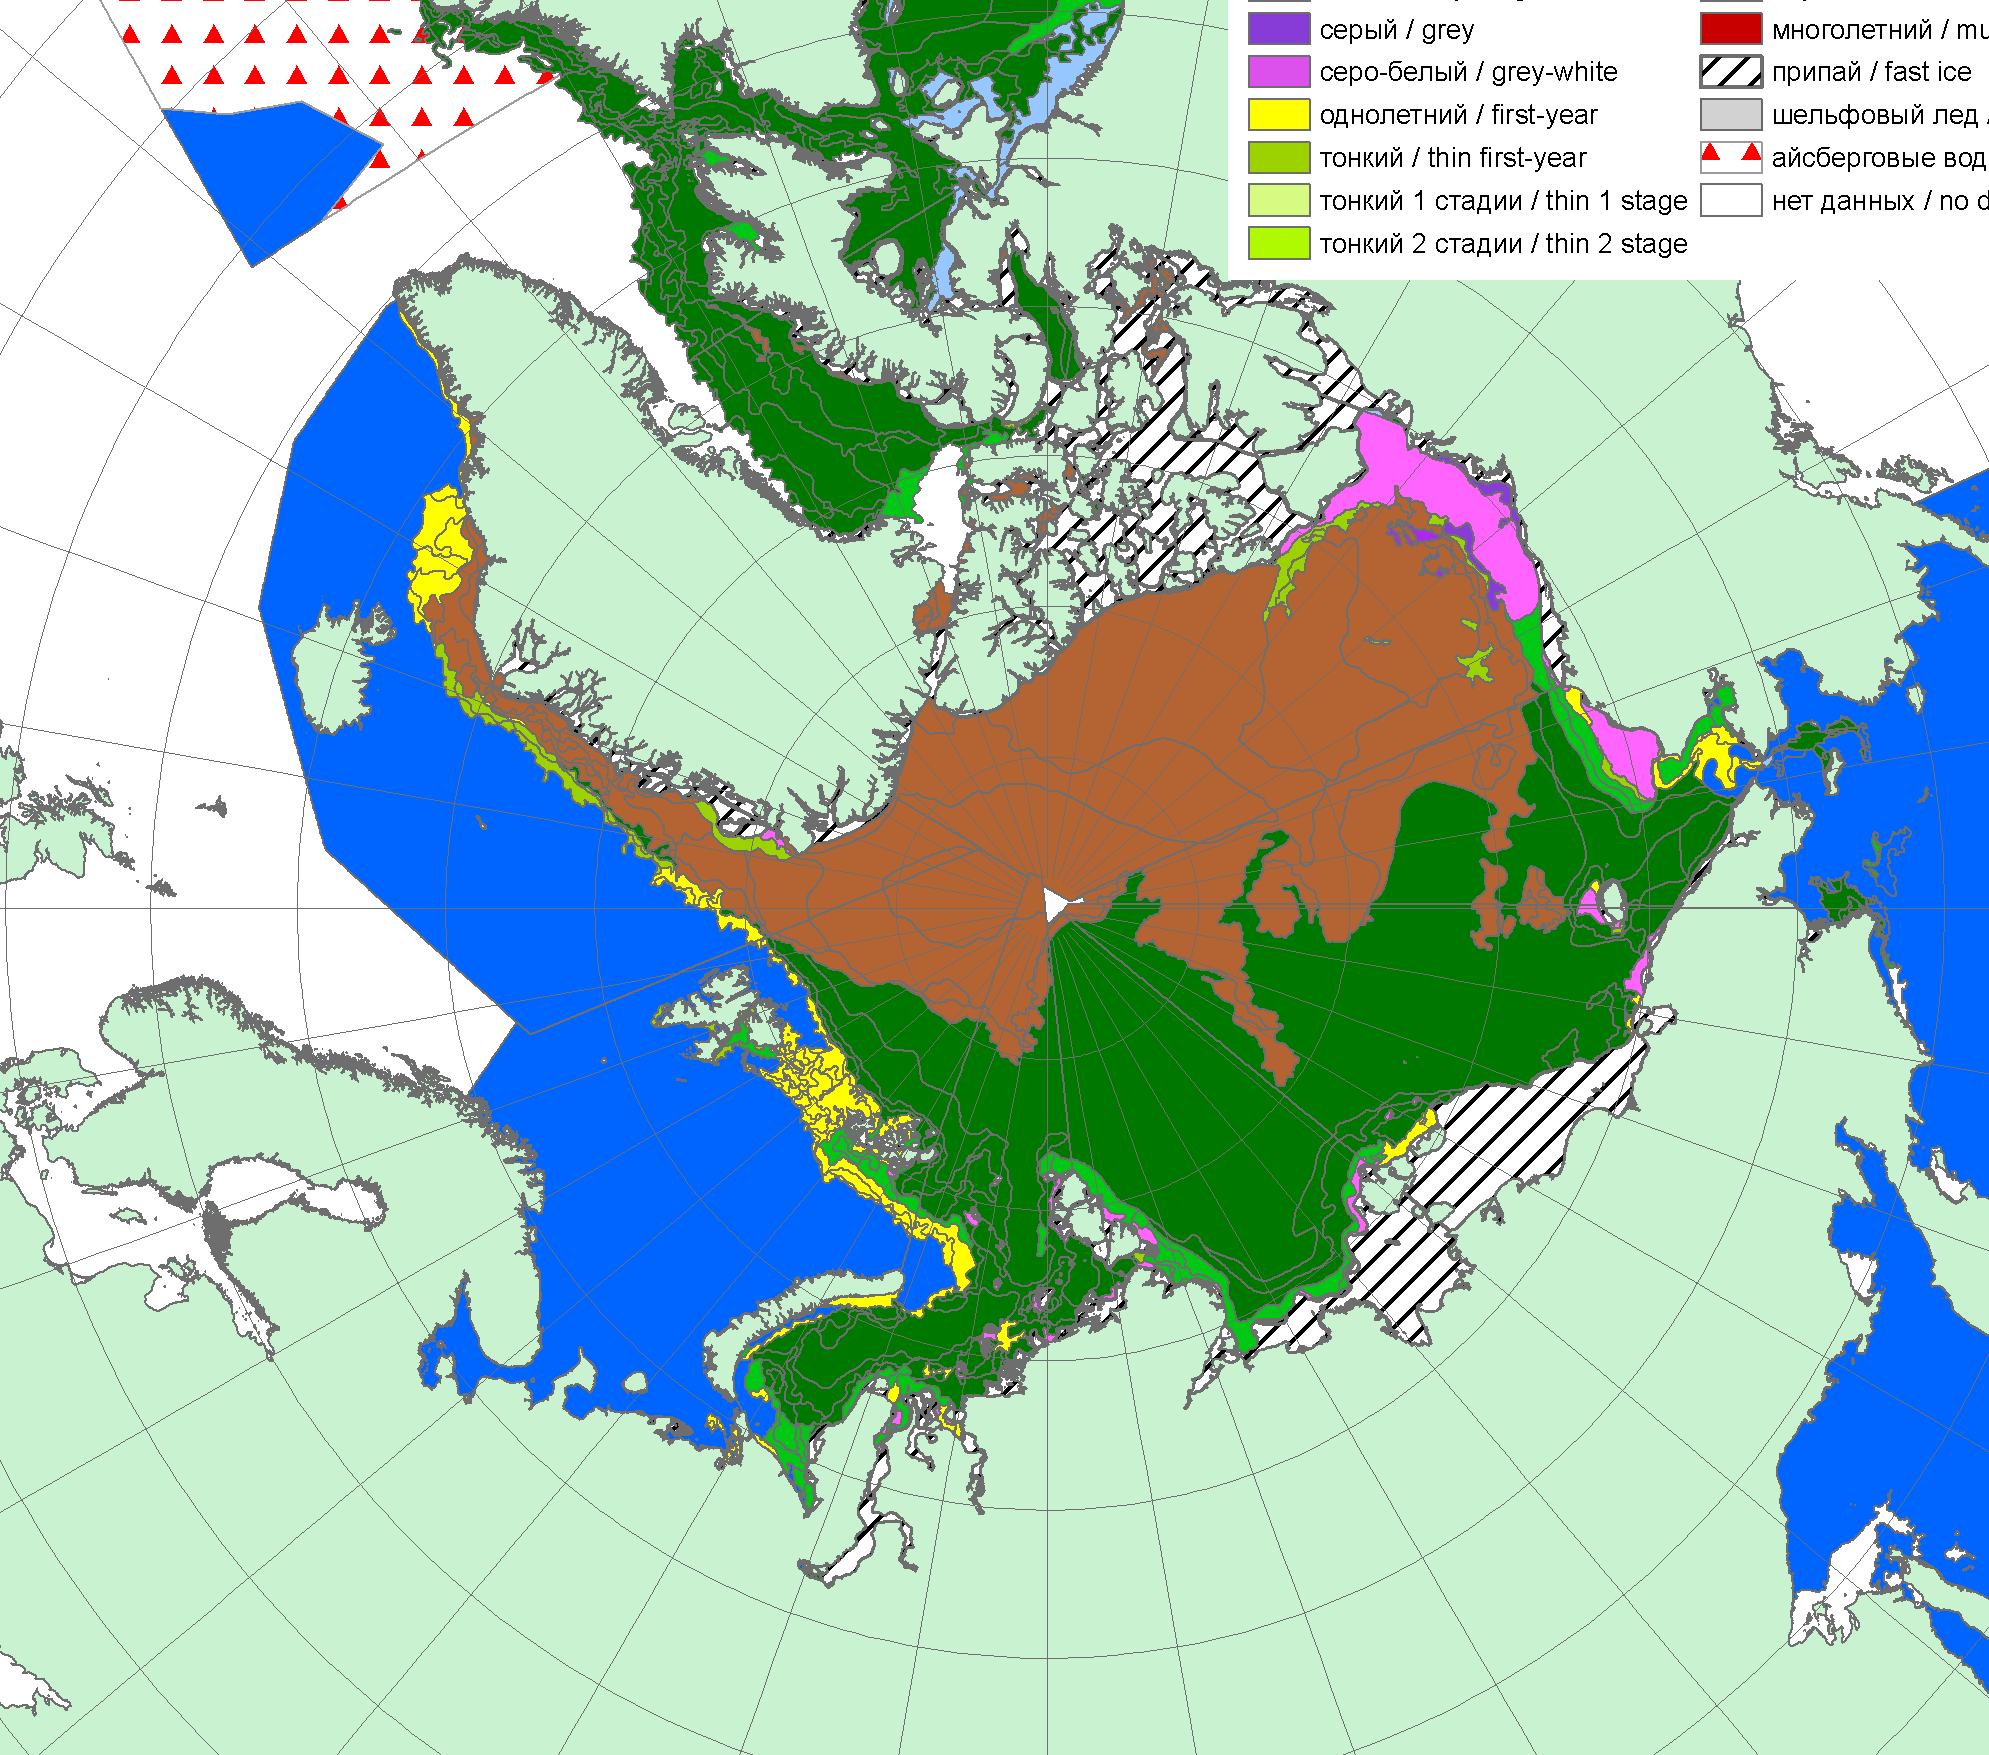 серый / grey
серо-белый / grey-white
однолетний / first-year
тонкий / thin first-year
тонкий 1 стадии / thin 1 stage
тонкий 2 стадии / thin 2 stage
многолетний / mu
припай / fast ice
шельфовый лед /
айсберговые вод
нет данных / no d